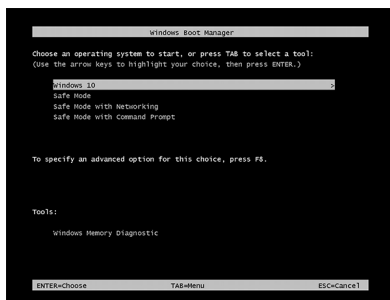 Windows Boot Manager
Choose an operating system to start, or press TAB to select a tool:
(Use the arrow keys to highlight your choice, then press ENTER.)
Windows 10 >
Safe Mode
Safe Mode with Networking
Safe Mode with Command Prompt
To specify an advanced option for this choice, press F8.
Tools:
Windows Memory Diagnostic
ENTER=Choose TAB=Menu ESC=Cancel